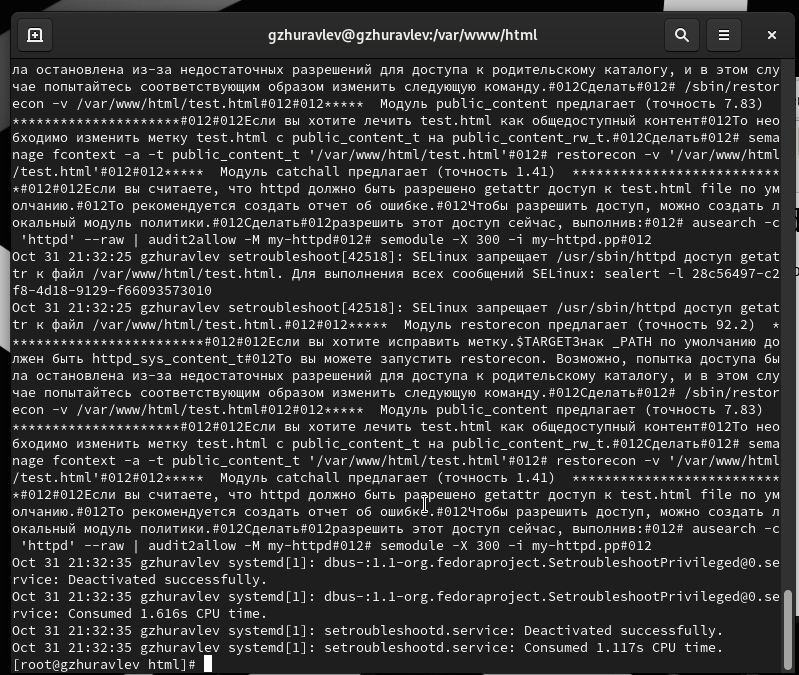 gzhuravlev@gzhuravlev:/var/www/html
ла остановлена из-за недостаточных разрешений для доступа к родительскому каталогу, и в этом слу
чае попытайтесь соответствующим образом изменить следующую команду.#012Сделать#012# /sbin/restor
econ -v /var/www/html/test.html#012#012*****  Модуль public_content предлагает (точность 7.83)
*********************#012#012Если вы хотите лечить test.html как общедоступный контент#012То нео
бходимо изменить метку test.html с public_content_t на public_content_rw_t.#012Сделать#012# sema
nage fcontext -a -t public_content_t '/var/www/html/test.html'#012# restorecon -v '/var/www/html
/test.html'#012#012*****  Модуль catchall предлагает (точность 1.41)  **************************
*#012#012Если вы считаете, что httpd должно быть разрешено getattr доступ к test.html file по ум
олчанию.#012То рекомендуется создать отчет об ошибке.#012Чтобы разрешить доступ, можно создать л
окальный модуль политики.#012Сделать#012разрешить этот доступ сейчас, выполнив:#012# ausearch -c
 'httpd' --raw | audit2allow -M my-httpd#012# semodule -X 300 -i my-httpd.pp#012
Oct 31 21:32:25 gzhuravlev setroubleshoot[42518]: SELinux запрещает /usr/sbin/httpd доступ getat
tr к файл /var/www/html/test.html. Для выполнения всех сообщений SELinux: sealert -l 28c56497-c2
f8-4d18-9129-f66093573010
Oct 31 21:32:25 gzhuravlev setroubleshoot[42518]: SELinux запрещает /usr/sbin/httpd доступ getat
tr к файл /var/www/html/test.html.#012#012*****  Модуль restorecon предлагает (точность 92.2)  *
************************#012#012Если вы хотите исправить метку.$TARGETЗнак _PATH по умолчанию до
лжен быть httpd_sys_content_t#012То вы можете запустить restorecon. Возможно, попытка доступа бы
ла остановлена из-за недостаточных разрешений для доступа к родительскому каталогу, и в этом слу
чае попытайтесь соответствующим образом изменить следующую команду.#012Сделать#012# /sbin/restor
econ -v /var/www/html/test.html#012#012*****  Модуль public_content предлагает (точность 7.83)
*********************#012#012Если вы хотите лечить test.html как общедоступный контент#012То нео
бходимо изменить метку test.html с public_content_t на public_content_rw_t.#012Сделать#012# sema
nage fcontext -a -t public_content_t '/var/www/html/test.html'#012# restorecon -v '/var/www/html
/test.html'#012#012*****  Модуль catchall предлагает (точность 1.41)  **************************
*#012#012Если вы считаете, что httpd должно быть разрешено getattr доступ к test.html file по ум
олчанию.#012То рекомендуется создать отчет об ошибке.#012Чтобы разрешить доступ, можно создать л
окальный модуль политики.#012Сделать#012разрешить этот доступ сейчас, выполнив:#012# ausearch -c
 'httpd' --raw | audit2allow -M my-httpd#012# semodule -X 300 -i my-httpd.pp#012
Oct 31 21:32:35 gzhuravlev systemd[1]: dbus-:1.1-org.fedoraproject.SetroubleshootPrivileged@0.se
rvice: Deactivated successfully.
Oct 31 21:32:35 gzhuravlev systemd[1]: dbus-:1.1-org.fedoraproject.SetroubleshootPrivileged@0.se
rvice: Consumed 1.616s CPU time.
Oct 31 21:32:35 gzhuravlev systemd[1]: setroubleshootd.service: Deactivated successfully.
Oct 31 21:32:35 gzhuravlev systemd[1]: setroubleshootd.service: Consumed 1.117s CPU time.
[root@gzhuravlev html]#